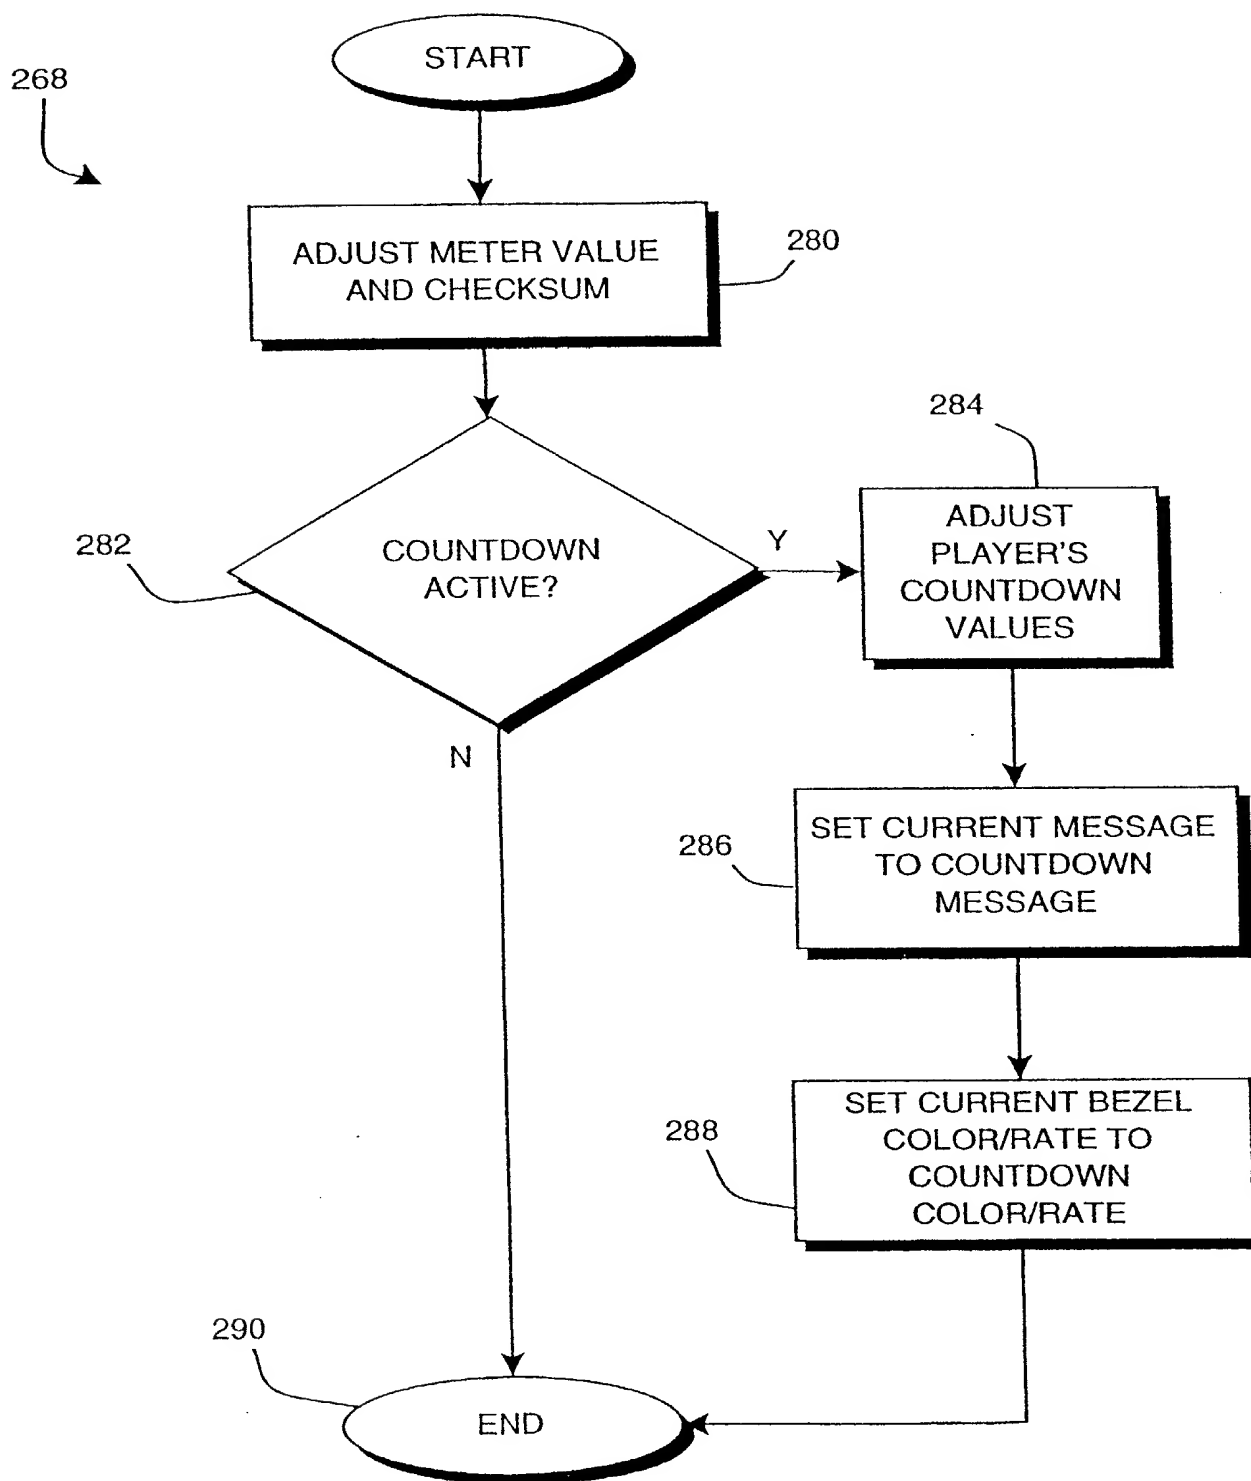 START
268
ADJUST METER VALUE
AND CHECKSUM
280
284
COUNTDOWN
ACTIVE?
282
Y
N
ADJUST
PLAYER'S
COUNTDOWN
VALUES
SET CURRENT MESSAGE
TO COUNTDOWN
MESSAGE
286
SET CURRENT BEZEL
COLOR/RATE TO
COUNTDOWN
COLOR/RATE
288
290
END